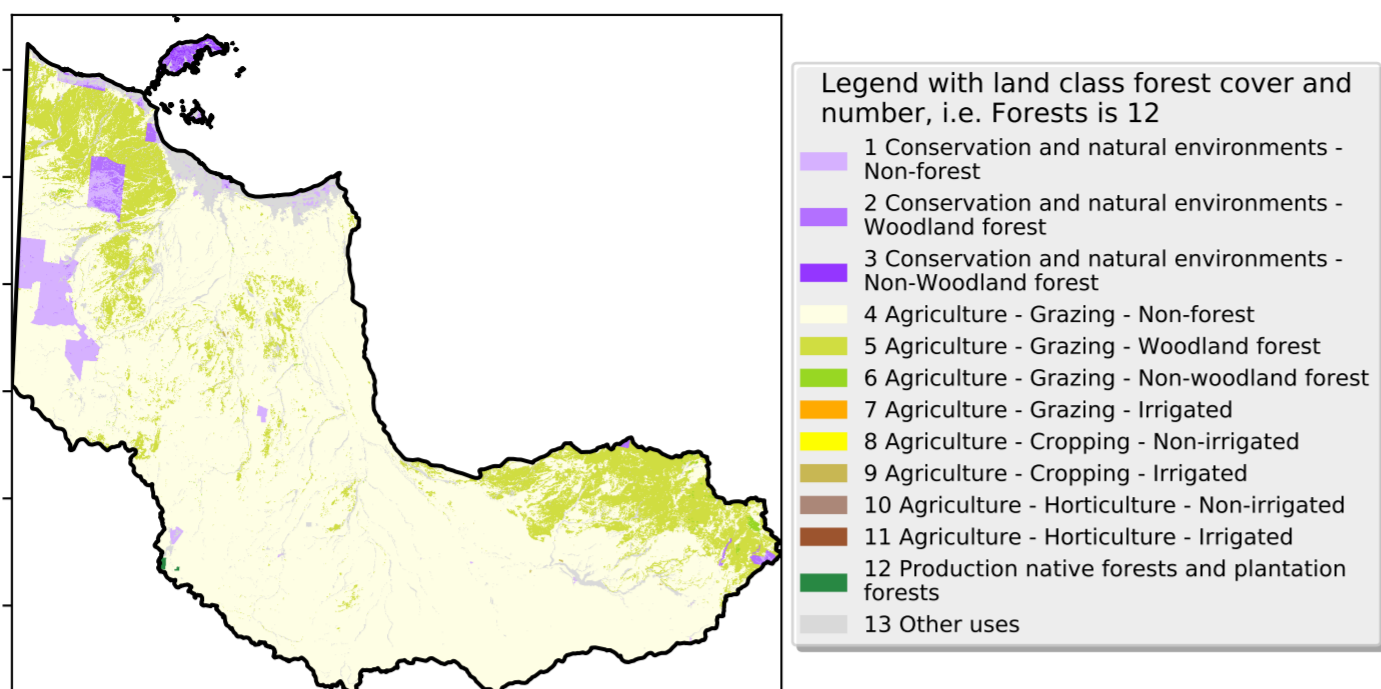 Legend with land class forest cover and
number, i.e. Forests is 12
1 Conservation and natural environments -
Non-forest
2 Conservation and natural environments -
Woodland forest
3 Conservation and natural environments -
Non-Woodland forest
4 Agriculture - Grazing - Non-forest
5 Agriculture - Grazing - Woodland forest
6 Agriculture - Grazing - Non-woodland forest
7 Agriculture - Grazing - Irrigated
8 Agriculture - Cropping - Non-irrigated
9 Agriculture - Cropping - Irrigated
10 Agriculture - Horticulture - Non-irrigated
11 Agriculture - Horticulture - Irrigated
12 Production native forests and plantation
forests
13 Other uses